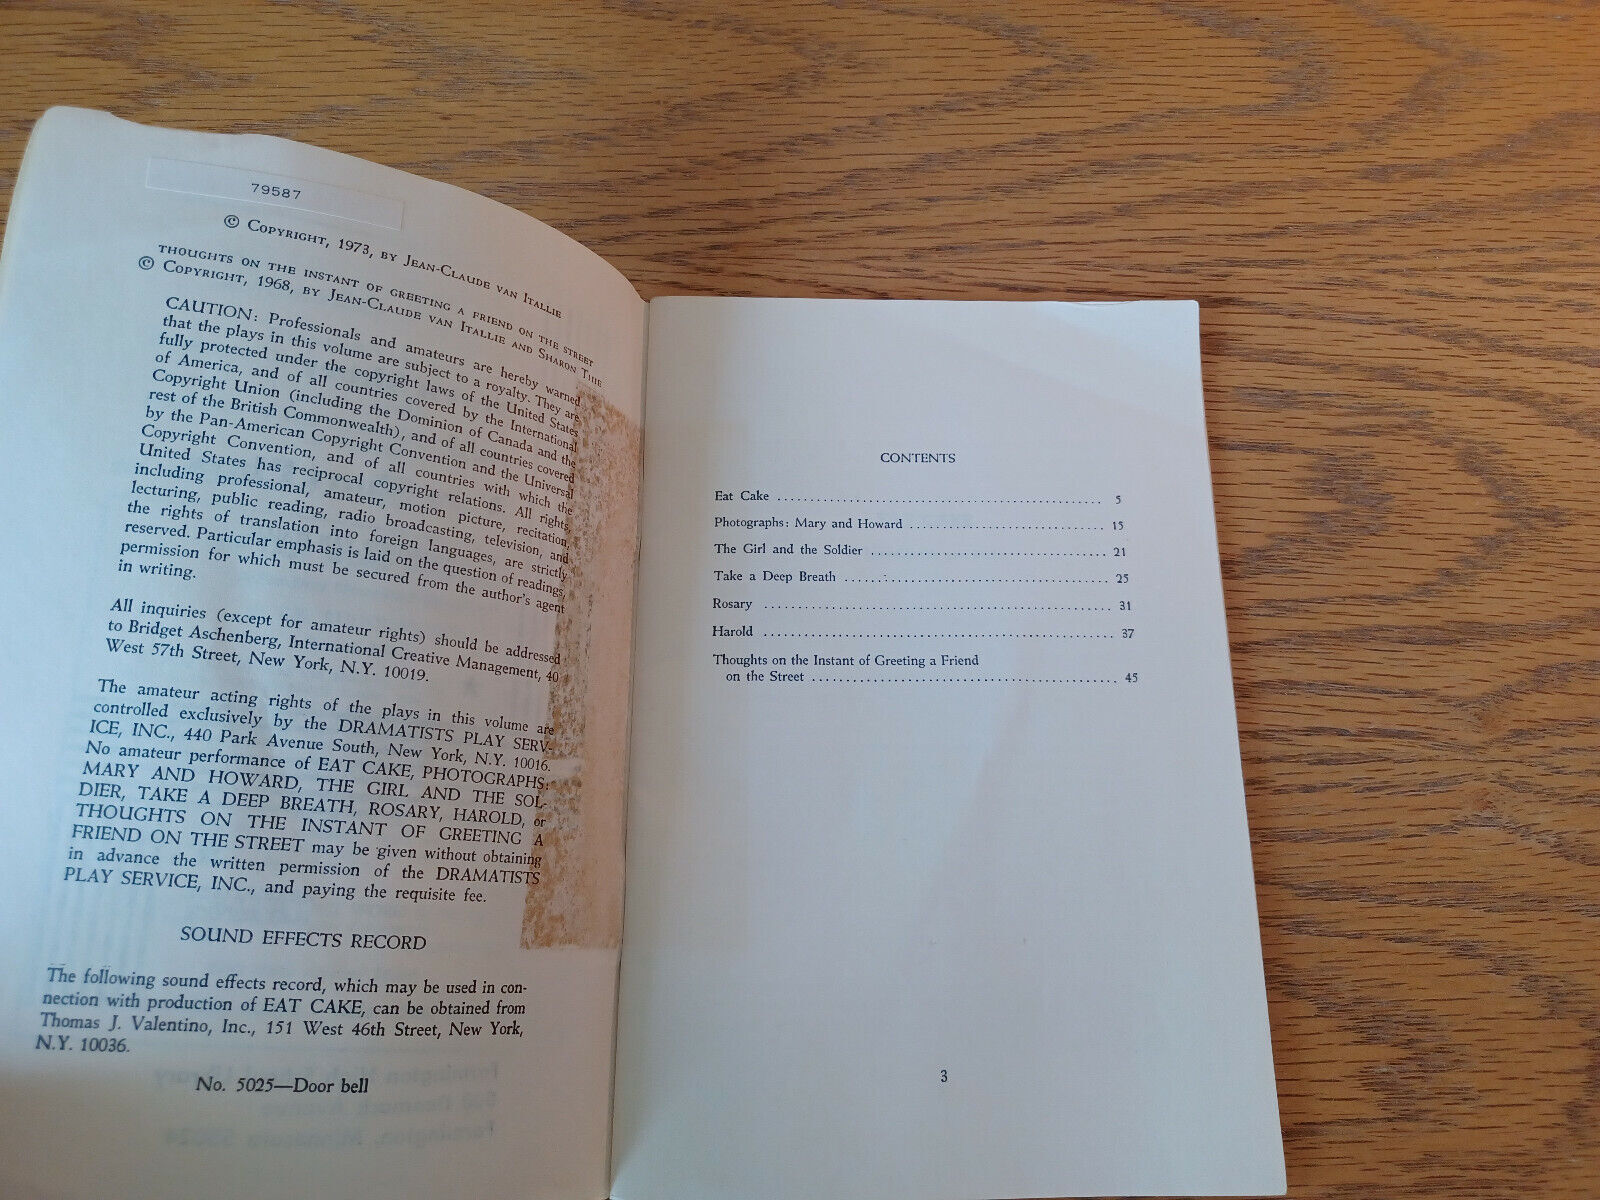 79587
© Copyright, 1973, by Jean-Claude van Itallie
THOUGHTS ON THE INSTANT OF GREETING A FRIEND ON THE STREET
© Copyright, 1968, by Jean-Claude van Itallie and Sharon Thie
CAUTION: Professionals and amateurs are hereby warned
that the plays in this volume are subject to a royalty. They are
fully protected under the copyright laws of the United States
of America, and of all countries covered by the International
Copyright Union (including the Dominion of Canada and the
rest of the British Commonwealth), and of all countries covered
by the Pan-American Copyright Convention and the Universal
Copyright Convention, and of all countries with which the
United States has reciprocal copyright relations. All rights,
including professional, amateur, motion picture, recitation,
lecturing, public reading, radio broadcasting, television, and
the rights of translation into foreign languages, are strictly
reserved. Particular emphasis is laid on the question of readings,
permission for which must be secured from the author's agent
in writing.
All inquiries (except for amateur rights) should be addressed
to Bridget Aschenberg, International Creative Management, 40
West 57th Street, New York, N.Y. 10019.
The amateur acting rights of the plays in this volume are
controlled exclusively by the DRAMATISTS PLAY SERV-
ICE, INC., 440 Park Avenue South, New York, N.Y. 10016.
No amateur performance of EAT CAKE, PHOTOGRAPHS:
MARY AND HOWARD, THE GIRL AND THE SOL-
DIER, TAKE A DEEP BREATH, ROSARY, HAROLD, or
THOUGHTS ON THE INSTANT OF GREETING A
FRIEND ON THE STREET may be given without obtaining
in advance the written permission of the DRAMATISTS
PLAY SERVICE, INC., and paying the requisite fee.
SOUND EFFECTS RECORD
The following sound effects record, which may be used in con-
nection with production of EAT CAKE, can be obtained from
Thomas J. Valentino, Inc., 151 West 46th Street, New York,
N.Y. 10036.
No. 5025—Door bell
CONTENTS
Eat Cake 5
Photographs: Mary and Howard 15
The Girl and the Soldier 21
Take a Deep Breath 25
Rosary 31
Harold 37
Thoughts on the Instant of Greeting a Friend
on the Street 45
3